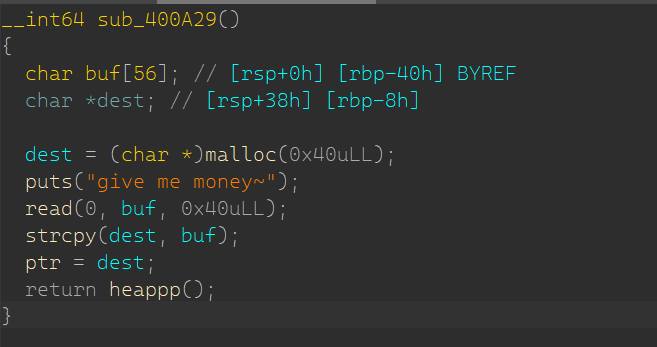 __int64 sub_400A29()
{
  char buf[56]; // [rsp+0h] [rbp-40h] BYREF
  char *dest; // [rsp+38h] [rbp-8h]

  dest = (char *)malloc(0x40uLL);
  puts("give me money~");
  read(0, buf, 0x40uLL);
  strcpy(dest, buf);
  ptr = dest;
  return heappp();
}